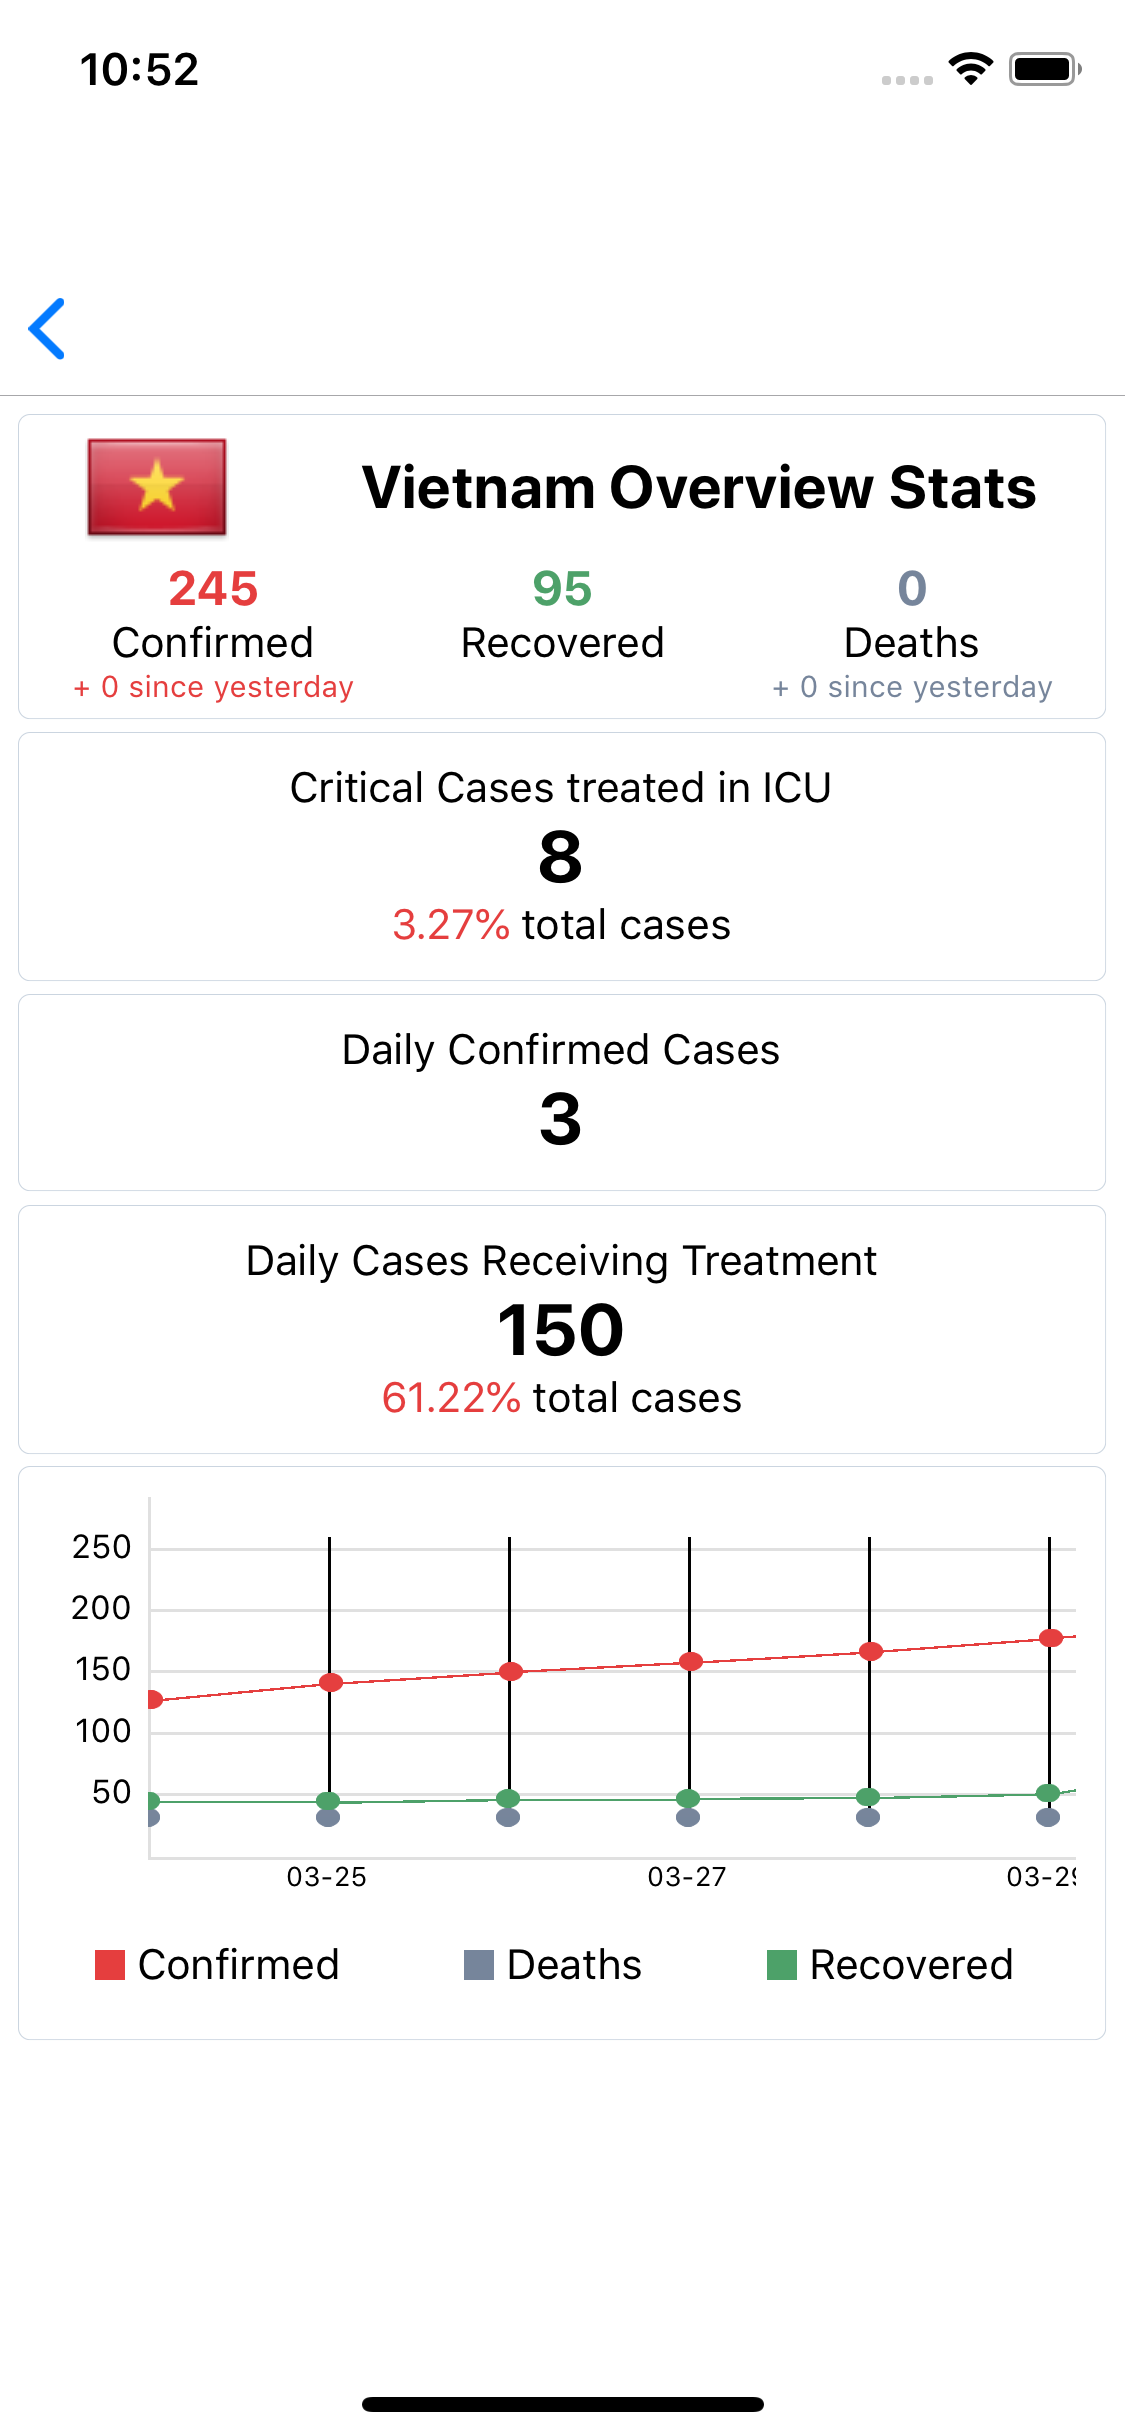 10:52
Vietnam Overview Stats
245 95 0
Confirmed Recovered Deaths
+ 0 since yesterday + 0 since yesterday
Critical Cases treated in ICU
8
3.27% total cases
Daily Confirmed Cases
3
Daily Cases Receiving Treatment
150
61.22% total cases
250
200
150
100
50
03-25 03-27 03-29
Confirmed Deaths Recovered